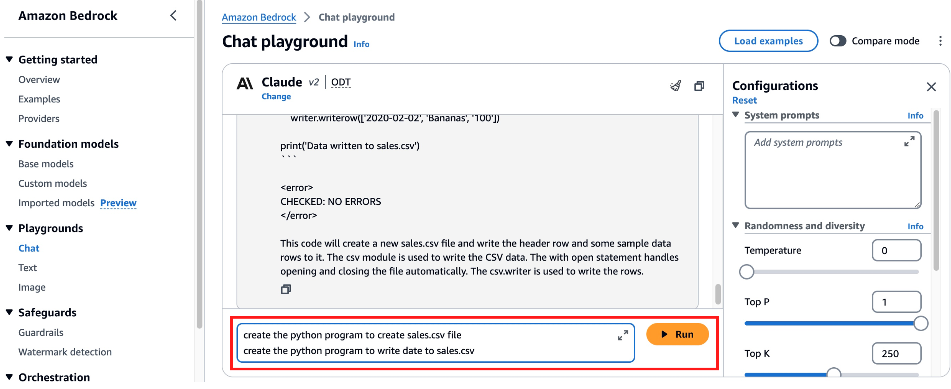 Amazon Bedrock
Getting started
Overview
Examples
Providers
Foundation models
Base models
Custom models
Imported models Preview
Playgrounds
Chat
Text
Image
Safeguards
Guardrails
Watermark detection
Orchestration
Amazon Bedrock > Chat playground
Chat playground Info
Load examples
Compare mode
Claude v2 | ODT
Change
writer.writerow(['2020-02-02', 'Bananas', '100'])
print('Data written to sales.csv')
```
<error>
CHECKED: NO ERRORS
</error>
This code will create a new sales.csv file and write the header row and some sample data
rows to it. The csv module is used to write the CSV data. The with open statement handles
opening and closing the file automatically. The csv.writer is used to write the rows.
create the python program to create sales.csv file
create the python program to write date to sales.csv
Run
Configurations
Reset
System prompts Info
Add system prompts
Randomness and diversity Info
Temperature 0
Top P 1
Top K 250